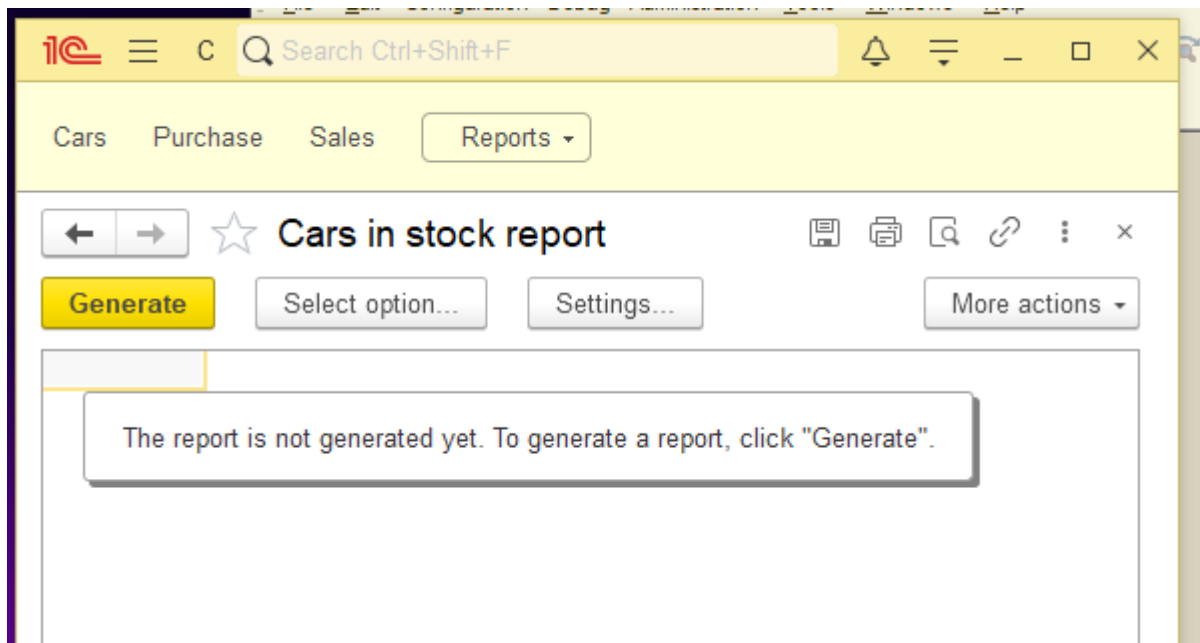 1C C Search Ctrl+Shift+F
Cars Purchase Sales Reports
Cars in stock report
Generate Select option... Settings... More actions
The report is not generated yet. To generate a report, click "Generate".